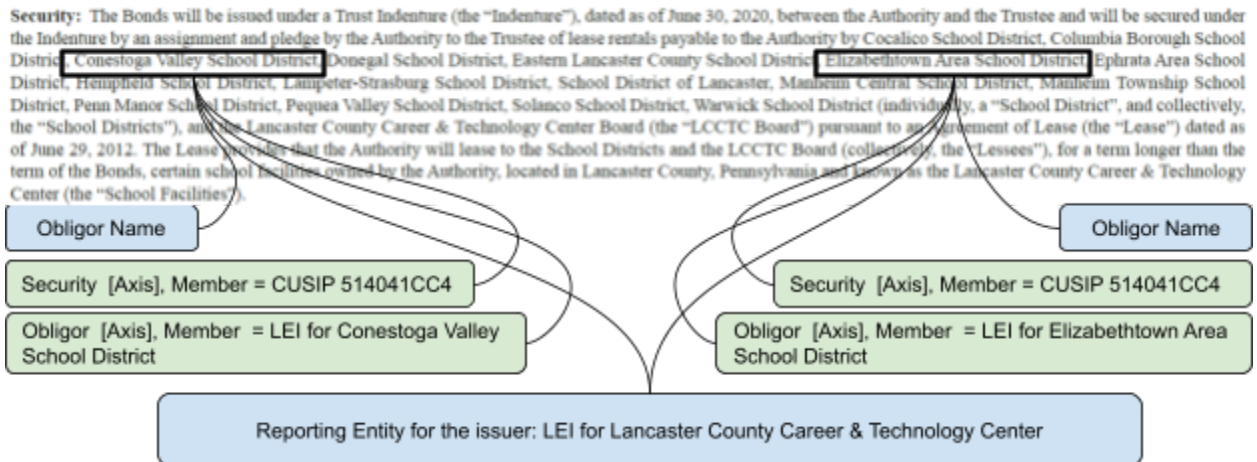 Security: The Bonds will be issued under a Trust Indenture (the “Indenture”), dated as of June 30, 2020, between the Authority and the Trustee and will be secured under
the Indenture by an assignment and pledge by the Authority to the Trustee of lease rentals payable to the Authority by Cocalico School District, Columbia Borough School
District, Conestoga Valley School District, Donegal School District, Eastern Lancaster County School District, Elizabethtown Area School District, Ephrata Area School
District, Hempfield School District, Lampeter-Strasburg School District, School District of Lancaster, Manheim Central School District, Manheim Township School
District, Penn Manor School District, Pequea Valley School District, Solanco School District, Warwick School District (individually, a “School District”, and collectively,
the “School Districts”), and the Lancaster County Career & Technology Center Board (the “LCCTC Board”) pursuant to an Agreement of Lease (the “Lease”) dated as
of June 29, 2012. The Lease provides that the Authority will lease to the School Districts and the LCCTC Board (collectively, the “Lessees”), for a term longer than the
term of the Bonds, certain school facilities owned by the Authority, located in Lancaster County, Pennsylvania and known as the Lancaster County Career & Technology
Center (the “School Facilities”).
Obligor Name
Obligor Name
Security [Axis], Member = CUSIP 514041CC4
Security [Axis], Member = CUSIP 514041CC4
Obligor [Axis], Member = LEI for Conestoga Valley
School District
Obligor [Axis], Member = LEI for Elizabethtown Area
School District
Reporting Entity for the issuer: LEI for Lancaster County Career & Technology Center